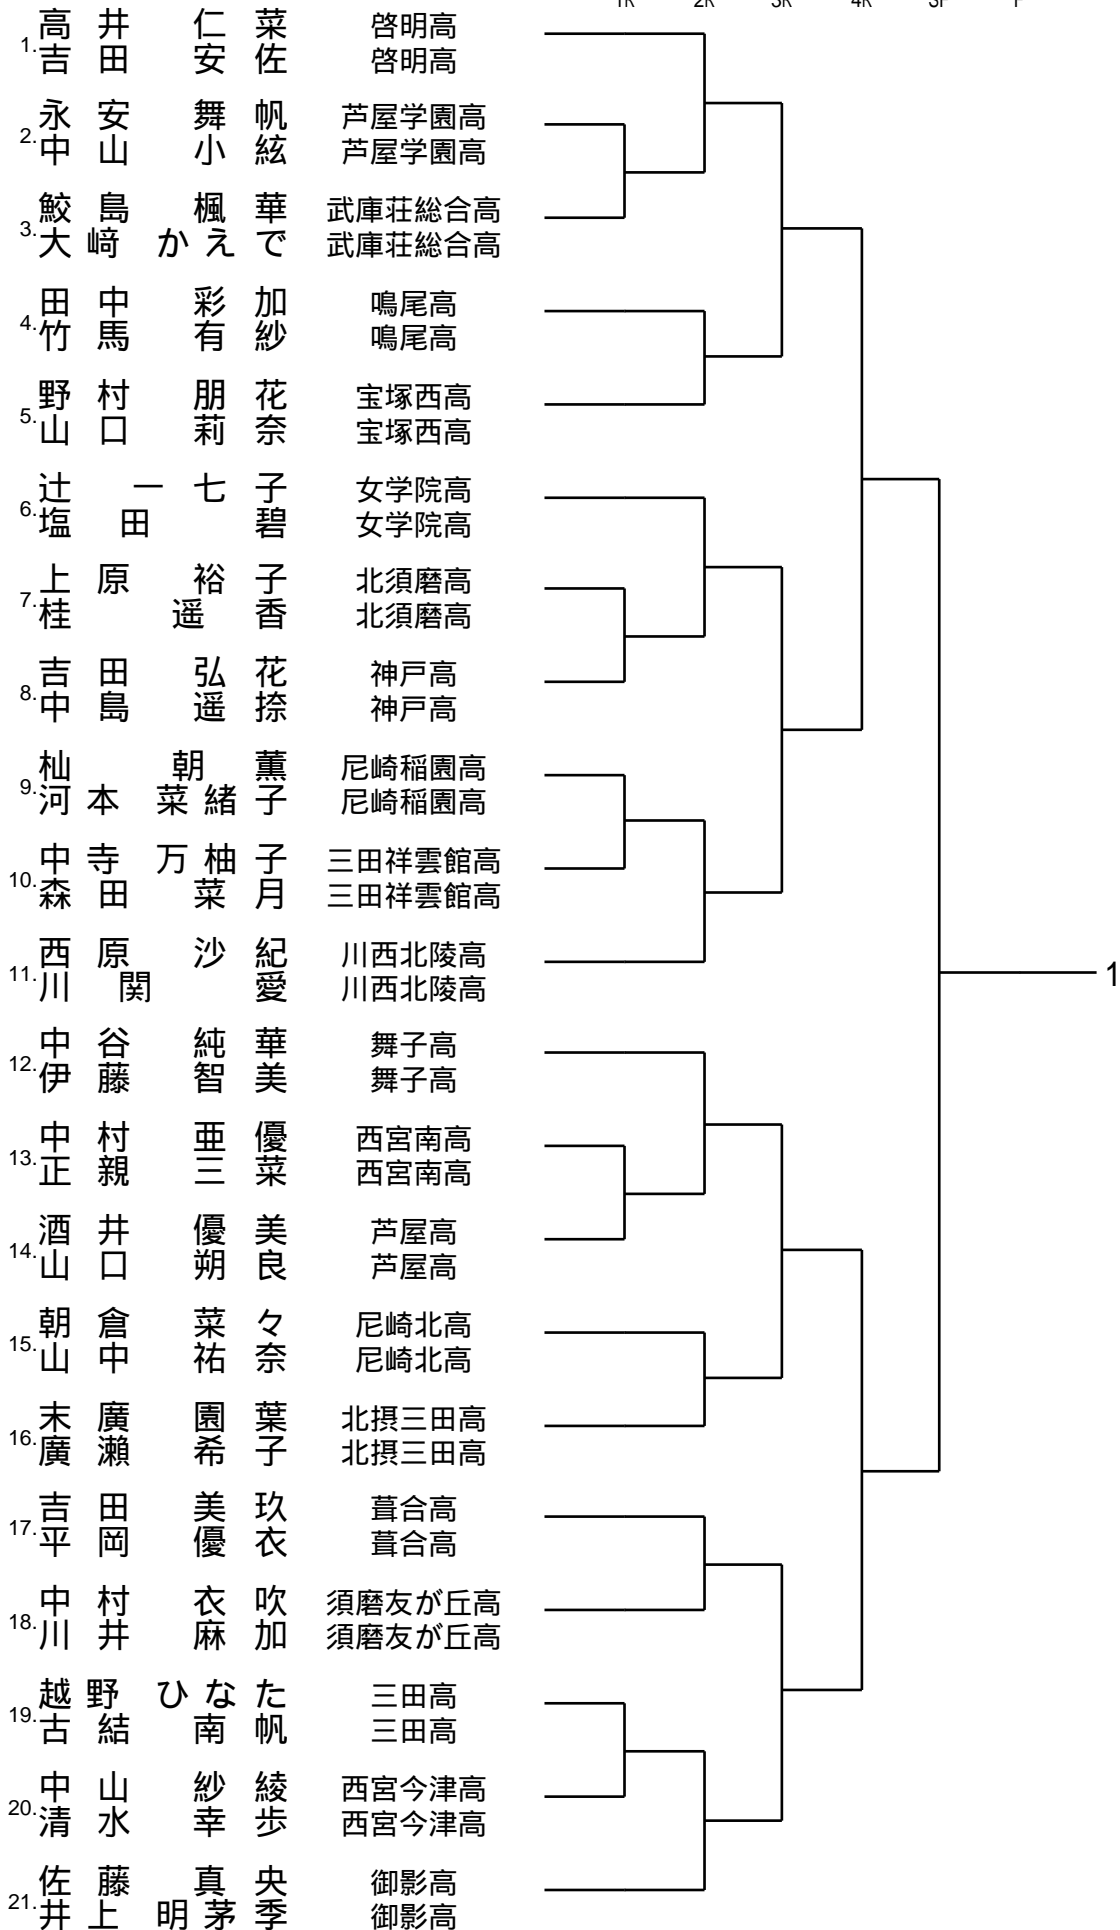 1R 2R 3R 4R SF F
高井 仁菜 啓明高
1.
吉田 安佐 啓明高
永安 舞帆 芦屋学園高
2.
中山 小絃 芦屋学園高
鮫島 楓華 武庫荘総合高
3.
大﨑 かえで 武庫荘総合高
田中 彩加 鳴尾高
4.
竹馬 有紗 鳴尾高
野村 朋花 宝塚西高
5.
山口 莉奈 宝塚西高
辻 一七子 女学院高
6.
塩田 碧 女学院高
上原 裕子 北須磨高
7.
桂 遥香 北須磨高
吉田 弘花 神戸高
8.
中島 遥捺 神戸高
杣 朝薫 尼崎稲園高
9.
河本 菜緒子 尼崎稲園高
中寺 万柚子 三田祥雲館高
10.
森田 菜月 三田祥雲館高
西原 沙紀 川西北陵高
11.
川関 愛 川西北陵高
1
中谷 純華 舞子高
12.
伊藤 智美 舞子高
中村 亜優 西宮南高
13.
正親 三菜 西宮南高
酒井 優美 芦屋高
14.
山口 朔良 芦屋高
朝倉 菜々 尼崎北高
15.
山中 祐奈 尼崎北高
末廣 園葉 北摂三田高
16.
廣瀬 希子 北摂三田高
吉田 美玖 葺合高
17.
平岡 優衣 葺合高
中村 衣吹 須磨友が丘高
18.
川井 麻加 須磨友が丘高
越野 ひなた 三田高
19.
古結 南帆 三田高
中山 紗綾 西宮今津高
20.
清水 幸歩 西宮今津高
佐藤 真央 御影高
21.
井上 明茅季 御影高